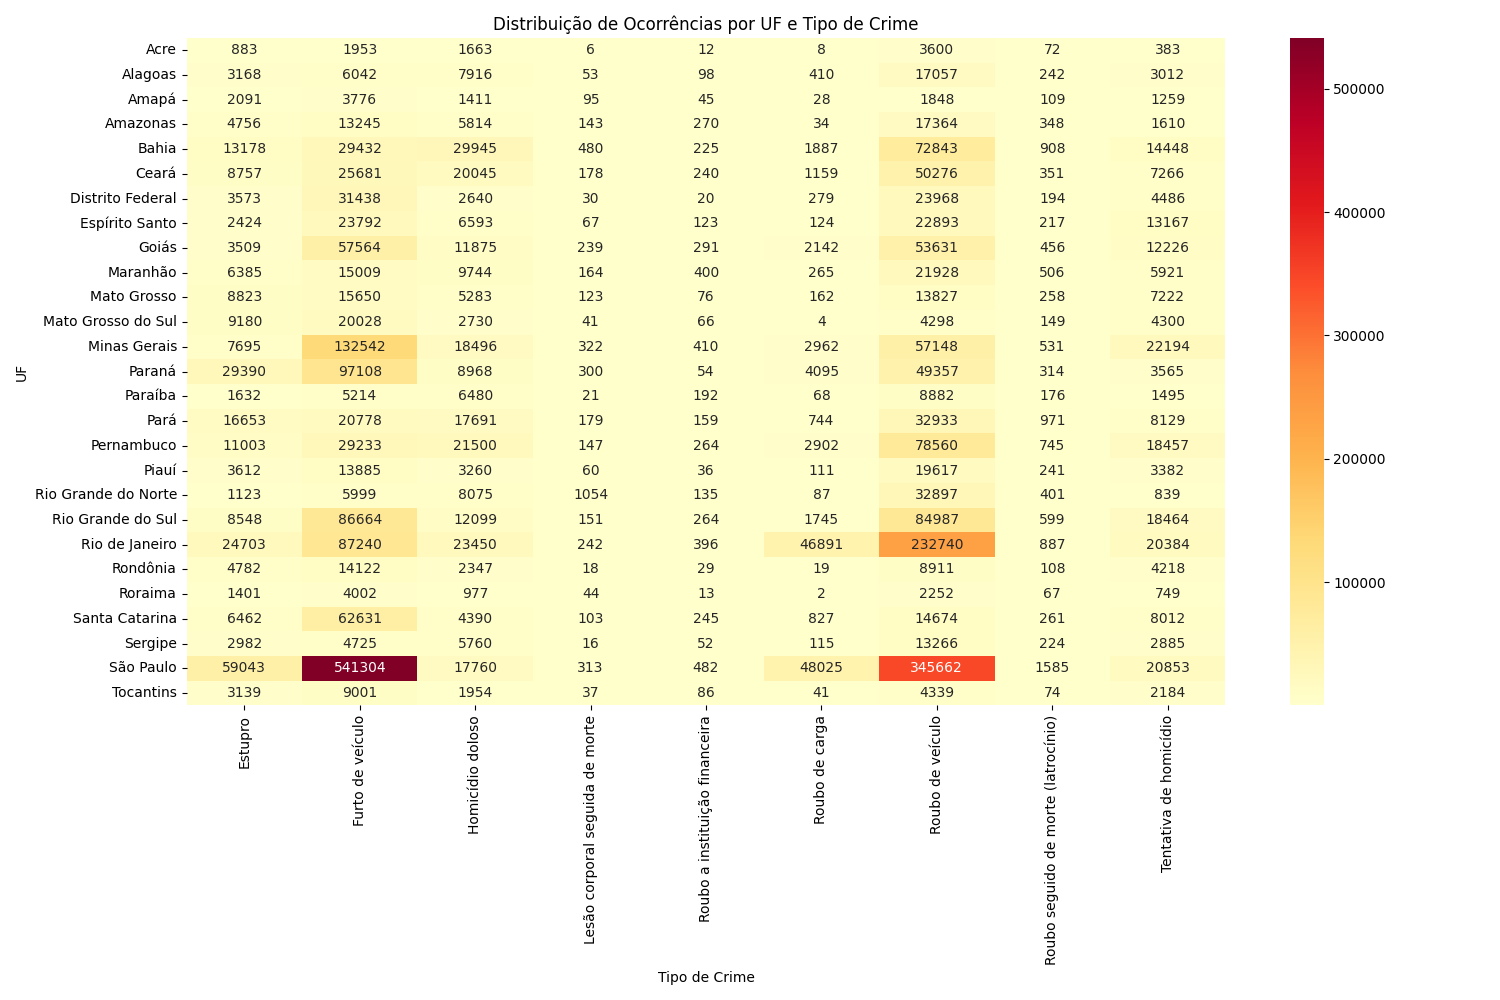 Distribuição de Ocorrências por UF e Tipo de Crime
Acre 883 1953 1663 6 12 8 3600 72 383
Alagoas 3168 6042 7916 53 98 410 17057 242 3012
Amapá 2091 3776 1411 95 45 28 1848 109 1259
Amazonas 4756 13245 5814 143 270 34 17364 348 1610
Bahia 13178 29432 29945 480 225 1887 72843 908 14448
Ceará 8757 25681 20045 178 240 1159 50276 351 7266
Distrito Federal 3573 31438 2640 30 20 279 23968 194 4486
Espírito Santo 2424 23792 6593 67 123 124 22893 217 13167
Goiás 3509 57564 11875 239 291 2142 53631 456 12226
Maranhão 6385 15009 9744 164 400 265 21928 506 5921
Mato Grosso 8823 15650 5283 123 76 162 13827 258 7222
Mato Grosso do Sul 9180 20028 2730 41 66 4 4298 149 4300
Minas Gerais 7695 132542 18496 322 410 2962 57148 531 22194
Paraná 29390 97108 8968 300 54 4095 49357 314 3565
Paraíba 1632 5214 6480 21 192 68 8882 176 1495
Pará 16653 20778 17691 179 159 744 32933 971 8129
Pernambuco 11003 29233 21500 147 264 2902 78560 745 18457
Piauí 3612 13885 3260 60 36 111 19617 241 3382
Rio Grande do Norte 1123 5999 8075 1054 135 87 32897 401 839
Rio Grande do Sul 8548 86664 12099 151 264 1745 84987 599 18464
Rio de Janeiro 24703 87240 23450 242 396 46891 232740 887 20384
Rondônia 4782 14122 2347 18 29 19 8911 108 4218
Roraima 1401 4002 977 44 13 2 2252 67 749
Santa Catarina 6462 62631 4390 103 245 827 14674 261 8012
Sergipe 2982 4725 5760 16 52 115 13266 224 2885
São Paulo 59043 541304 17760 313 482 48025 345662 1585 20853
Tocantins 3139 9001 1954 37 86 41 4339 74 2184
UF
Estupro
Furto de veículo
Homicídio doloso
Lesão corporal seguida de morte
Roubo a instituição financeira
Roubo de carga
Roubo de veículo
Roubo seguido de morte (latrocínio)
Tentativa de homicídio
Tipo de Crime
500000
400000
300000
200000
100000